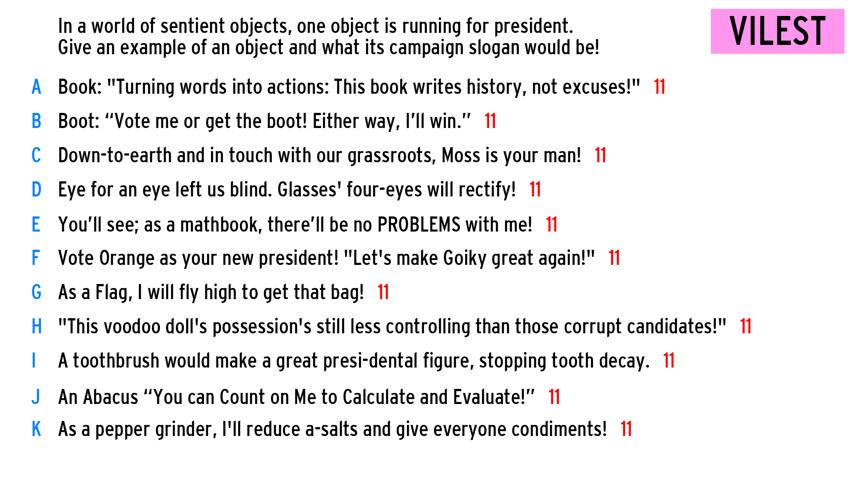 In a world of sentient objects, one object is running for president.
Give an example of an object and what its campaign slogan would be!
VILEST
A Book: "Turning words into actions: This book writes history, not excuses!" 11
B Boot: “Vote me or get the boot! Either way, I’ll win.” 11
C Down-to-earth and in touch with our grassroots, Moss is your man! 11
D Eye for an eye left us blind. Glasses' four-eyes will rectify! 11
E You’ll see; as a mathbook, there’ll be no PROBLEMS with me! 11
F Vote Orange as your new president! "Let's make Goiky great again!" 11
G As a Flag, I will fly high to get that bag! 11
H "This voodoo doll's possession's still less controlling than those corrupt candidates!" 11
I A toothbrush would make a great presi-dental figure, stopping tooth decay. 11
J An Abacus “You can Count on Me to Calculate and Evaluate!” 11
K As a pepper grinder, I'll reduce a-salts and give everyone condiments! 11